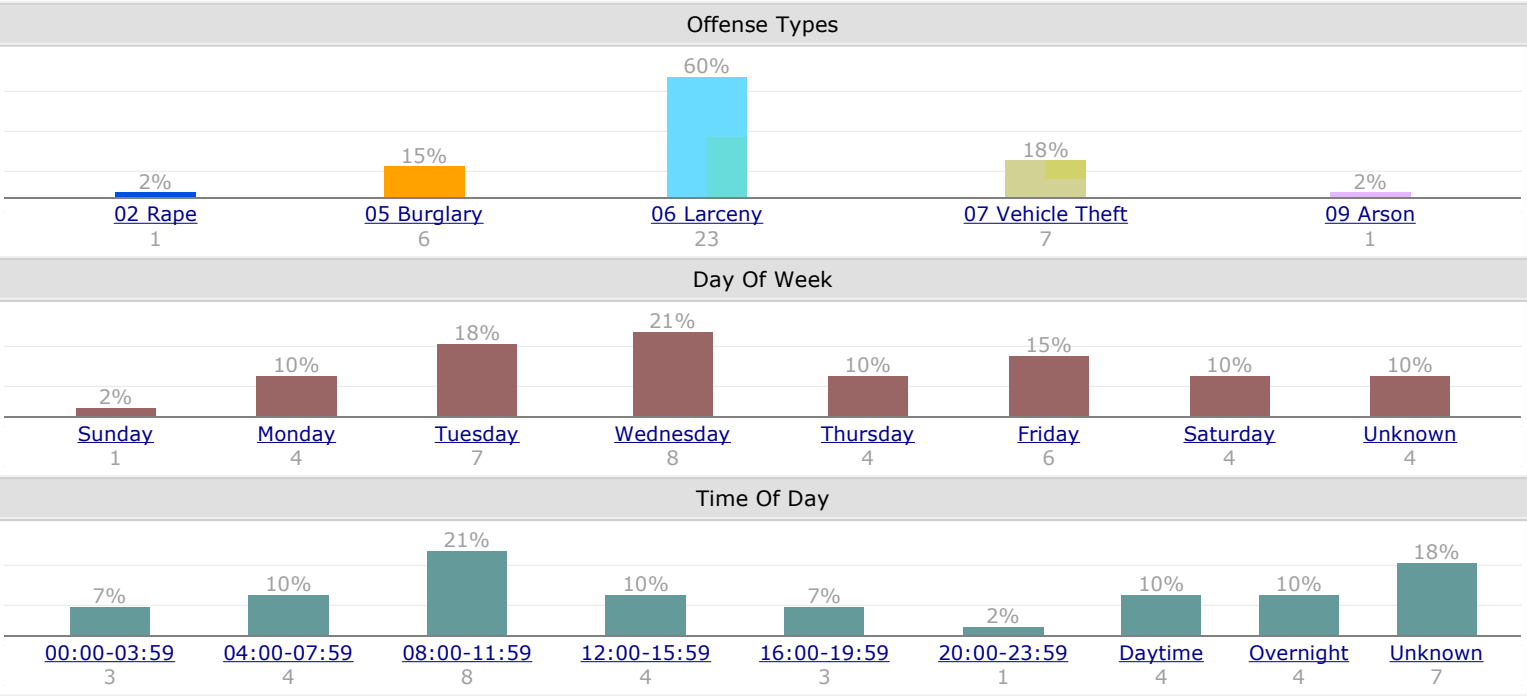 Offense Types
60%
18%
15%
2% 2%
02 Rape 05 Burglary 06 Larceny 07 Vehicle Theft 09 Arson
1 6 23 7 1
Day Of Week
21%
18%
15%
10% 10% 10% 10%
2%
Sunday Monday Tuesday Wednesday Thursday Friday Saturday Unknown
1 4 7 8 4 6 4 4
Time Of Day
21%
18%
10% 10% 10% 10%
7% 7%
2%
00:00-03:59 04:00-07:59 08:00-11:59 12:00-15:59 16:00-19:59 20:00-23:59 Daytime Overnight Unknown
3 4 8 4 3 1 4 4 7